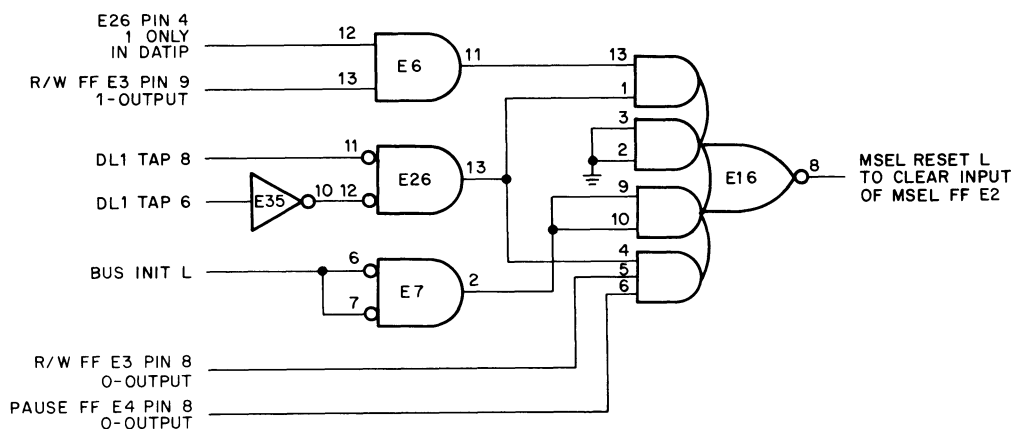 E26 PIN 4
1 ONLY
IN DATIP
12
R/W FF E3 PIN 9
1-OUTPUT
13
E6
11
13
1
DL1 TAP 8
11
DL1 TAP 6
E35
10
12
E26
13
3
2
E16
8
MSEL RESET L
TO CLEAR INPUT
OF MSEL FF E2
9
10
BUS INIT L
6
7
E7
2
4
5
6
R/W FF E3 PIN 8
O-OUTPUT
PAUSE FF E4 PIN 8
O-OUTPUT